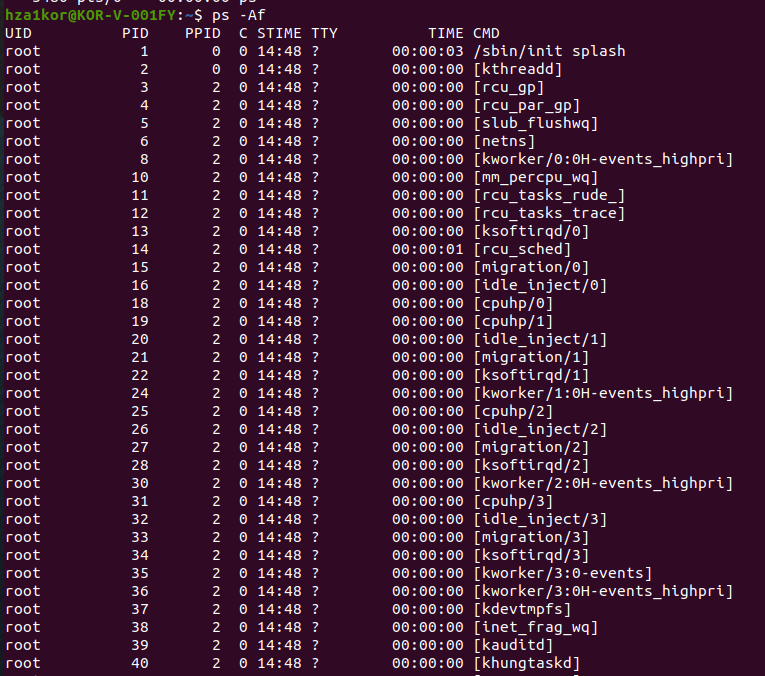 hza1kor@KOR-V-001FY:~$ ps -Af
UID PID PPID C STIME TTY TIME CMD
root 1 0 0 14:48 ? 00:00:03 /sbin/init splash
root 2 0 0 14:48 ? 00:00:00 [kthreadd]
root 3 2 0 14:48 ? 00:00:00 [rcu_gp]
root 4 2 0 14:48 ? 00:00:00 [rcu_par_gp]
root 5 2 0 14:48 ? 00:00:00 [slub_flushwq]
root 6 2 0 14:48 ? 00:00:00 [netns]
root 8 2 0 14:48 ? 00:00:00 [kworker/0:0H-events_highpri]
root 10 2 0 14:48 ? 00:00:00 [mm_percpu_wq]
root 11 2 0 14:48 ? 00:00:00 [rcu_tasks_rude_]
root 12 2 0 14:48 ? 00:00:00 [rcu_tasks_trace]
root 13 2 0 14:48 ? 00:00:00 [ksoftirqd/0]
root 14 2 0 14:48 ? 00:00:01 [rcu_sched]
root 15 2 0 14:48 ? 00:00:00 [migration/0]
root 16 2 0 14:48 ? 00:00:00 [idle_inject/0]
root 18 2 0 14:48 ? 00:00:00 [cpuhp/0]
root 19 2 0 14:48 ? 00:00:00 [cpuhp/1]
root 20 2 0 14:48 ? 00:00:00 [idle_inject/1]
root 21 2 0 14:48 ? 00:00:00 [migration/1]
root 22 2 0 14:48 ? 00:00:00 [ksoftirqd/1]
root 24 2 0 14:48 ? 00:00:00 [kworker/1:0H-events_highpri]
root 25 2 0 14:48 ? 00:00:00 [cpuhp/2]
root 26 2 0 14:48 ? 00:00:00 [idle_inject/2]
root 27 2 0 14:48 ? 00:00:00 [migration/2]
root 28 2 0 14:48 ? 00:00:00 [ksoftirqd/2]
root 30 2 0 14:48 ? 00:00:00 [kworker/2:0H-events_highpri]
root 31 2 0 14:48 ? 00:00:00 [cpuhp/3]
root 32 2 0 14:48 ? 00:00:00 [idle_inject/3]
root 33 2 0 14:48 ? 00:00:00 [migration/3]
root 34 2 0 14:48 ? 00:00:00 [ksoftirqd/3]
root 35 2 0 14:48 ? 00:00:00 [kworker/3:0-events]
root 36 2 0 14:48 ? 00:00:00 [kworker/3:0H-events_highpri]
root 37 2 0 14:48 ? 00:00:00 [kdevtmpfs]
root 38 2 0 14:48 ? 00:00:00 [inet_frag_wq]
root 39 2 0 14:48 ? 00:00:00 [kauditd]
root 40 2 0 14:48 ? 00:00:00 [khungtaskd]